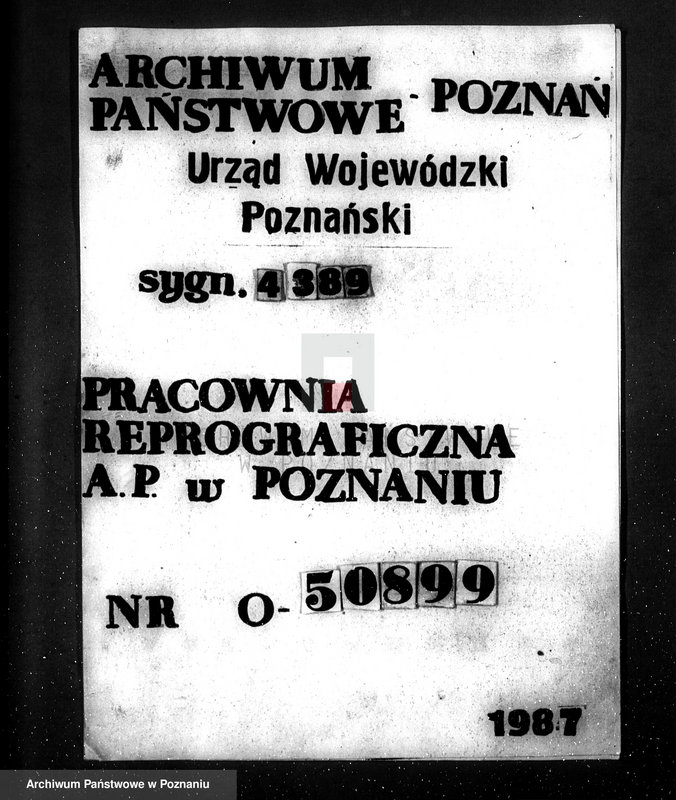 ARCHIWUM
PAŃSTWOWE - POZNAŃ
Urząd Wojewódzki
Poznański
sygn. 4389
PRACOWNIA
REPROGRAFICZNA
A.P. w POZNANIU
NR O-50899
1987
Archiwum Państwowe w Poznaniu